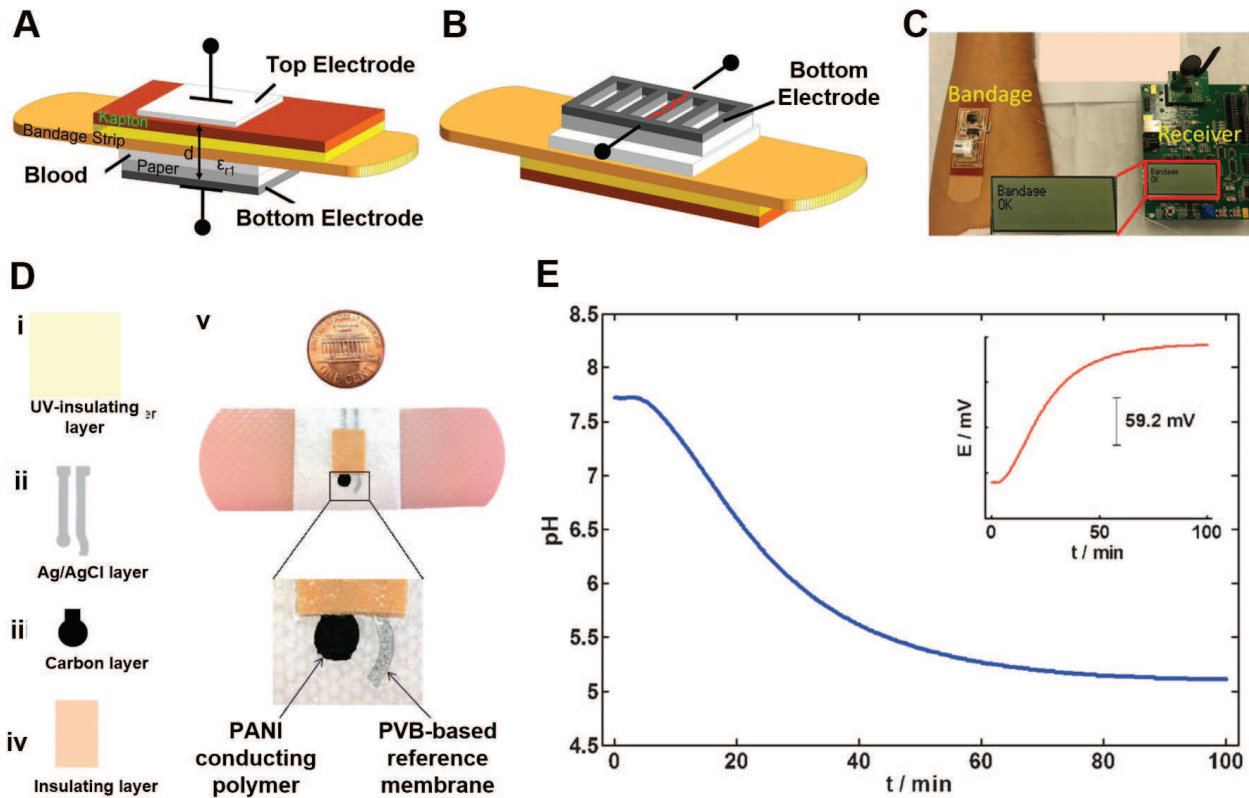 A
Top Electrode
Kapton
Bandage Strip
d
εr1
Paper
Blood
Bottom Electrode
B
Bottom
Electrode
C
Bandage
Receiver
Bandage
OK
Bandage
OK
D
i
UV-insulating
layer
ii
Ag/AgCl layer
iii
Carbon layer
iv
Insulating layer
v
ONE CENT
PANI
conducting
polymer
PVB-based
reference
membrane
E
8.5
8
7.5
7
6.5
6
5.5
5
4.5
pH
0
20
40
60
80
100
t / min
E / mV
59.2 mV
0
50
100
t / min